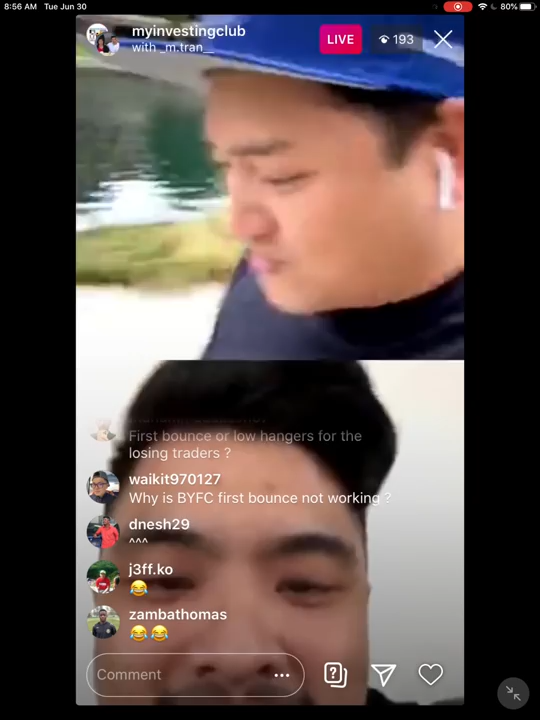 8:56 AM Tue Jun 30
80%
myinvestingclub
with _m.tran__
LIVE
193
First bounce or low hangers for the
losing traders ?
waikit970127
Why is BYFC first bounce not working ?
dnesh29
^^^
j3ff.ko
😂
zambathomas
😂😂
Comment